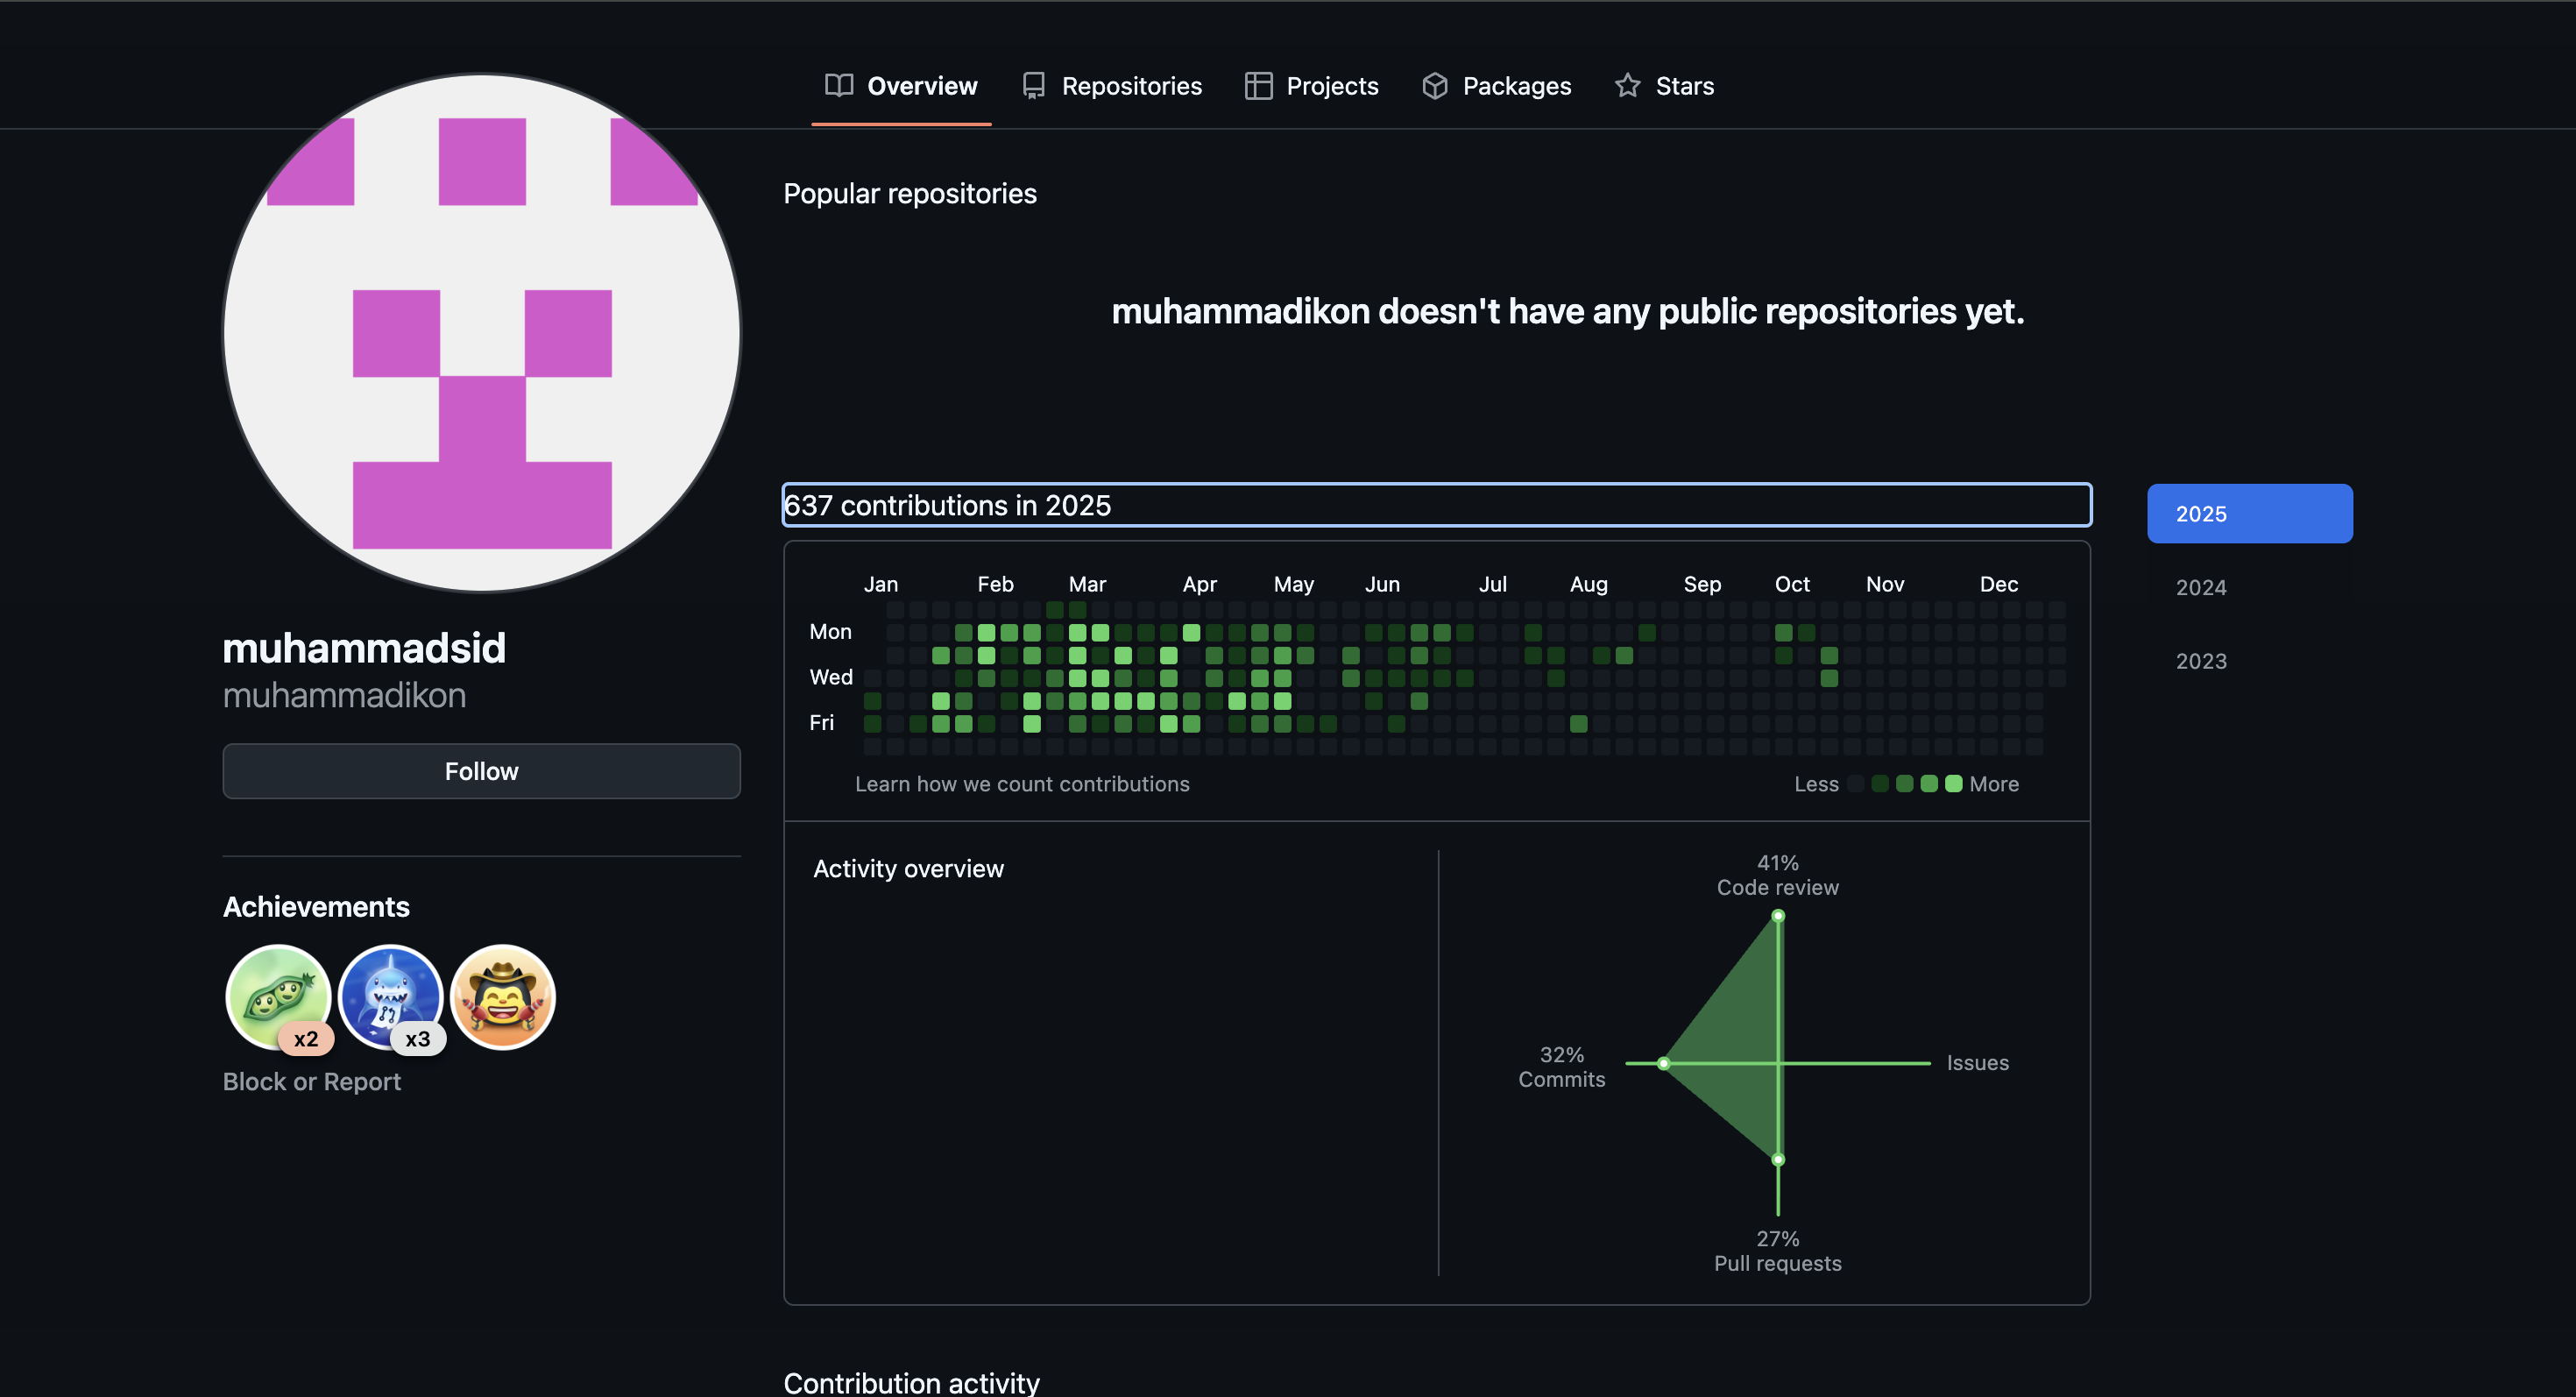 Overview Repositories Projects Packages Stars
Popular repositories
muhammadikon doesn't have any public repositories yet.
muhammadsid
muhammadikon
Follow
Achievements
x2 x3
Block or Report
637 contributions in 2025
2025
2024
2023
Jan Feb Mar Apr May Jun Jul Aug Sep Oct Nov Dec
Mon
Wed
Fri
Learn how we count contributions
Less More
Activity overview
41%
Code review
32%
Commits
Issues
27%
Pull requests
Contribution activity